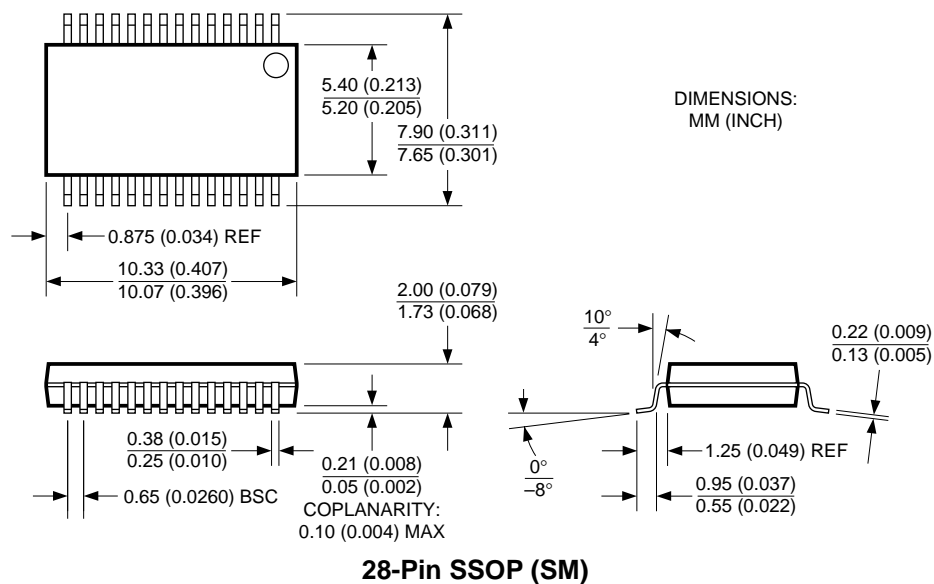 5.40 (0.213)
5.20 (0.205)
7.90 (0.311)
7.65 (0.301)
DIMENSIONS:
MM (INCH)
0.875 (0.034) REF
10.33 (0.407)
10.07 (0.396)
2.00 (0.079)
1.73 (0.068)
10°
4°
0.22 (0.009)
0.13 (0.005)
0.38 (0.015)
0.25 (0.010)
0.65 (0.0260) BSC
0.21 (0.008)
0.05 (0.002)
COPLANARITY:
0.10 (0.004) MAX
0°
–8°
1.25 (0.049) REF
0.95 (0.037)
0.55 (0.022)
28-Pin SSOP (SM)